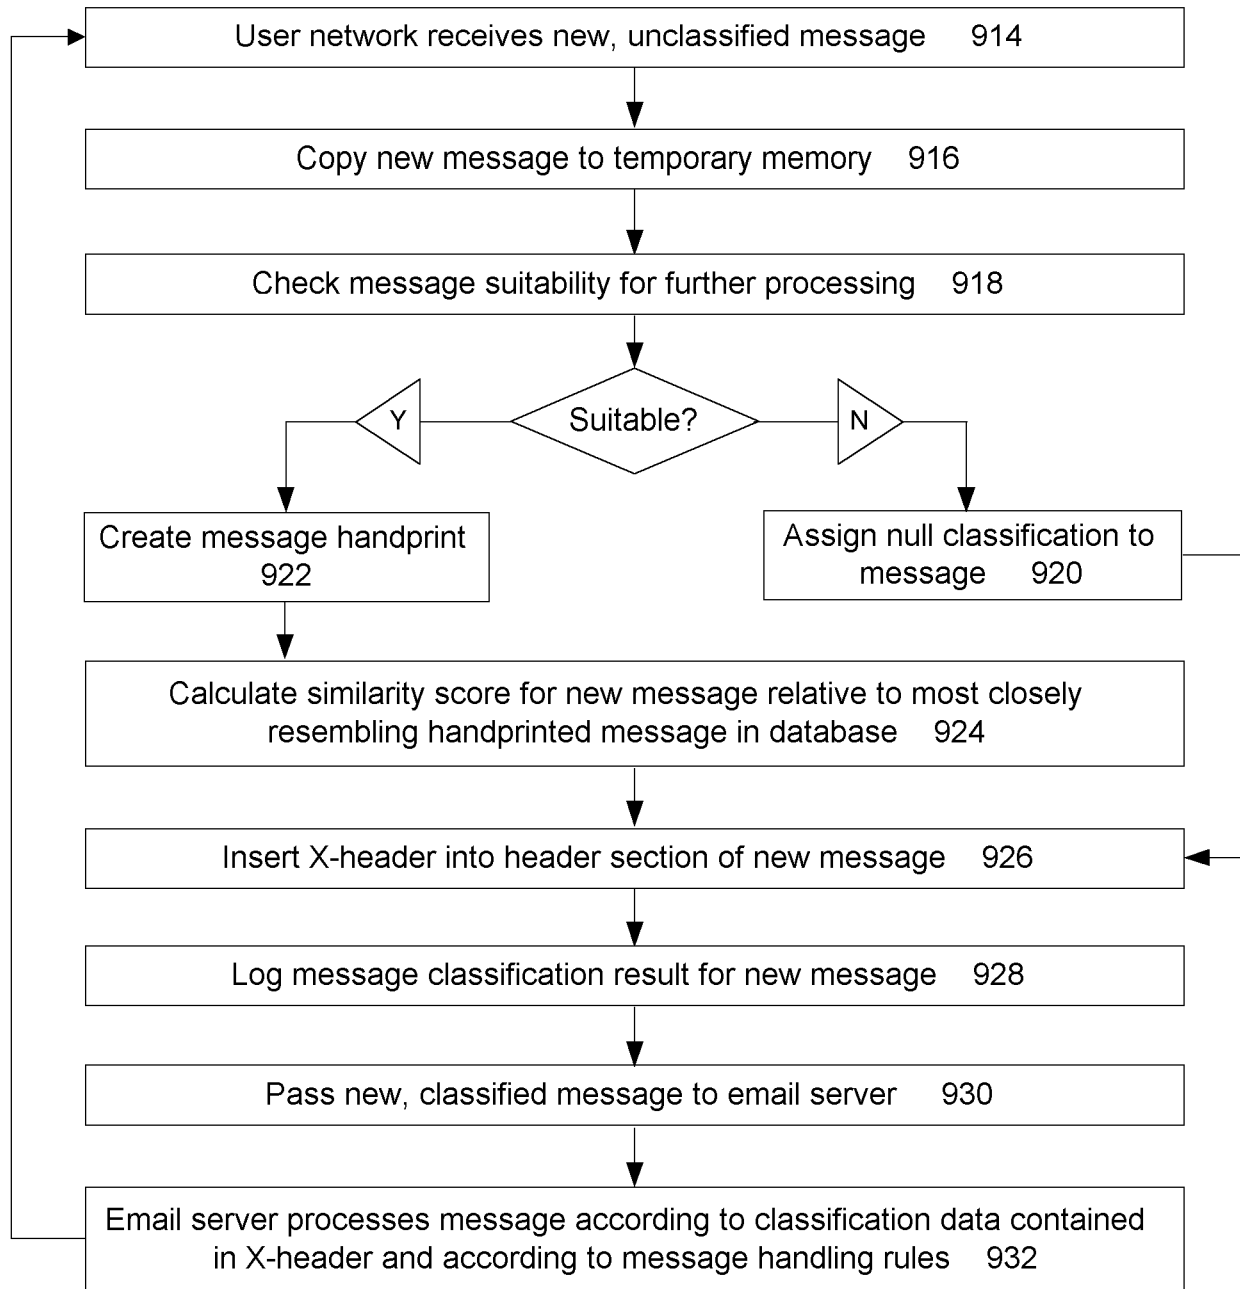 User network receives new, unclassified message 914
Copy new message to temporary memory 916
Check message suitability for further processing 918
Y
Suitable?
N
Create message handprint
922
Assign null classification to
message 920
Calculate similarity score for new message relative to most closely
resembling handprinted message in database 924
Insert X-header into header section of new message 926
Log message classification result for new message 928
Pass new, classified message to email server 930
Email server processes message according to classification data contained
in X-header and according to message handling rules 932